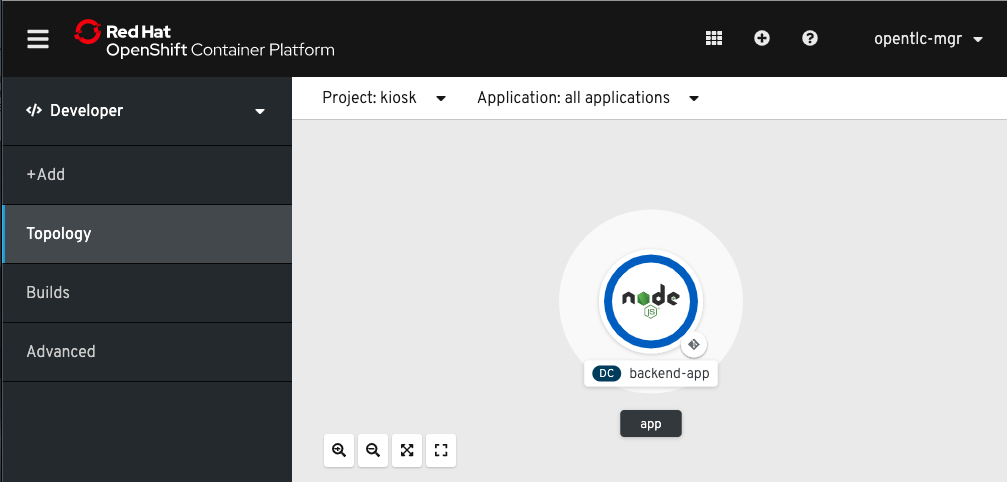 Red Hat
OpenShift Container Platform
opentlc-mgr
Developer
Project: kiosk
Application: all applications
+Add
Topology
Builds
Advanced
node
JS
DC backend-app
app